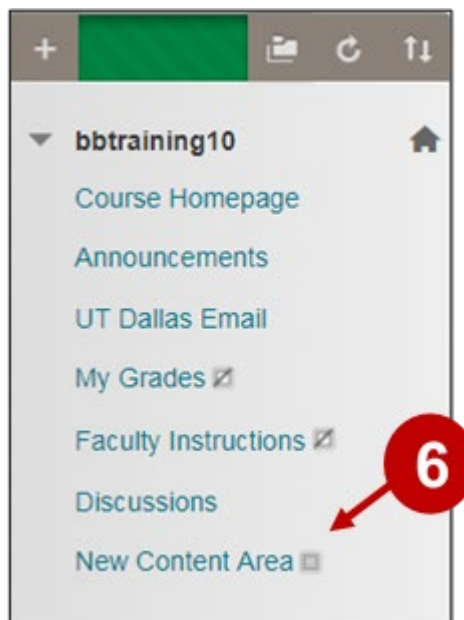 bbtraining10
Course Homepage
Announcements
UT Dallas Email
My Grades
Faculty Instructions
Discussions
6
New Content Area